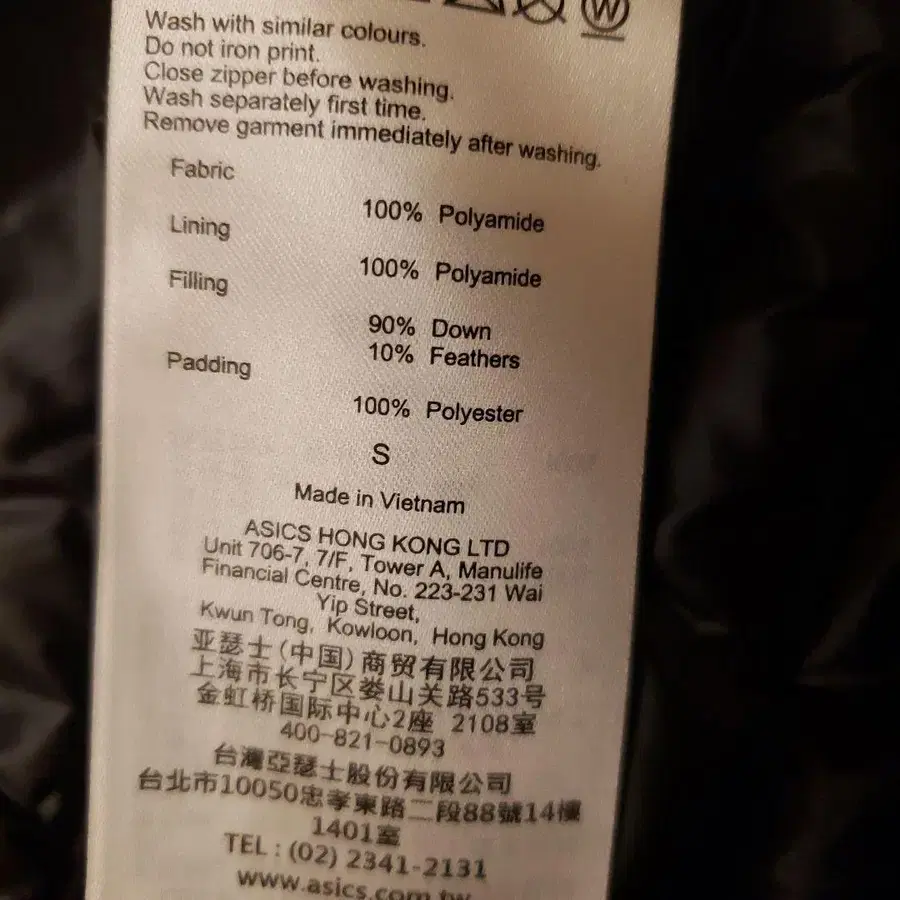 W
Wash with similar colours.
Do not iron print.
Close zipper before washing.
Wash separately first time.
Remove garment immediately after washing.
Fabric
100% Polyamide
Lining
100% Polyamide
Filling
90% Down
10% Feathers
Padding
100% Polyester
S
Made in Vietnam
ASICS HONG KONG LTD
Unit 706-7, 7/F, Tower A, Manulife
Financial Centre, No. 223-231 Wai
Yip Street,
Kwun Tong, Kowloon, Hong Kong
亚瑟士(中国)商贸有限公司
上海市长宁区娄山关路533号
金虹桥国际中心2座 2108室
400-821-0893
台灣亞瑟士股份有限公司
台北市10050忠孝東路二段88號14樓
1401室
TEL : (02) 2341-2131
www.asics.com.tw